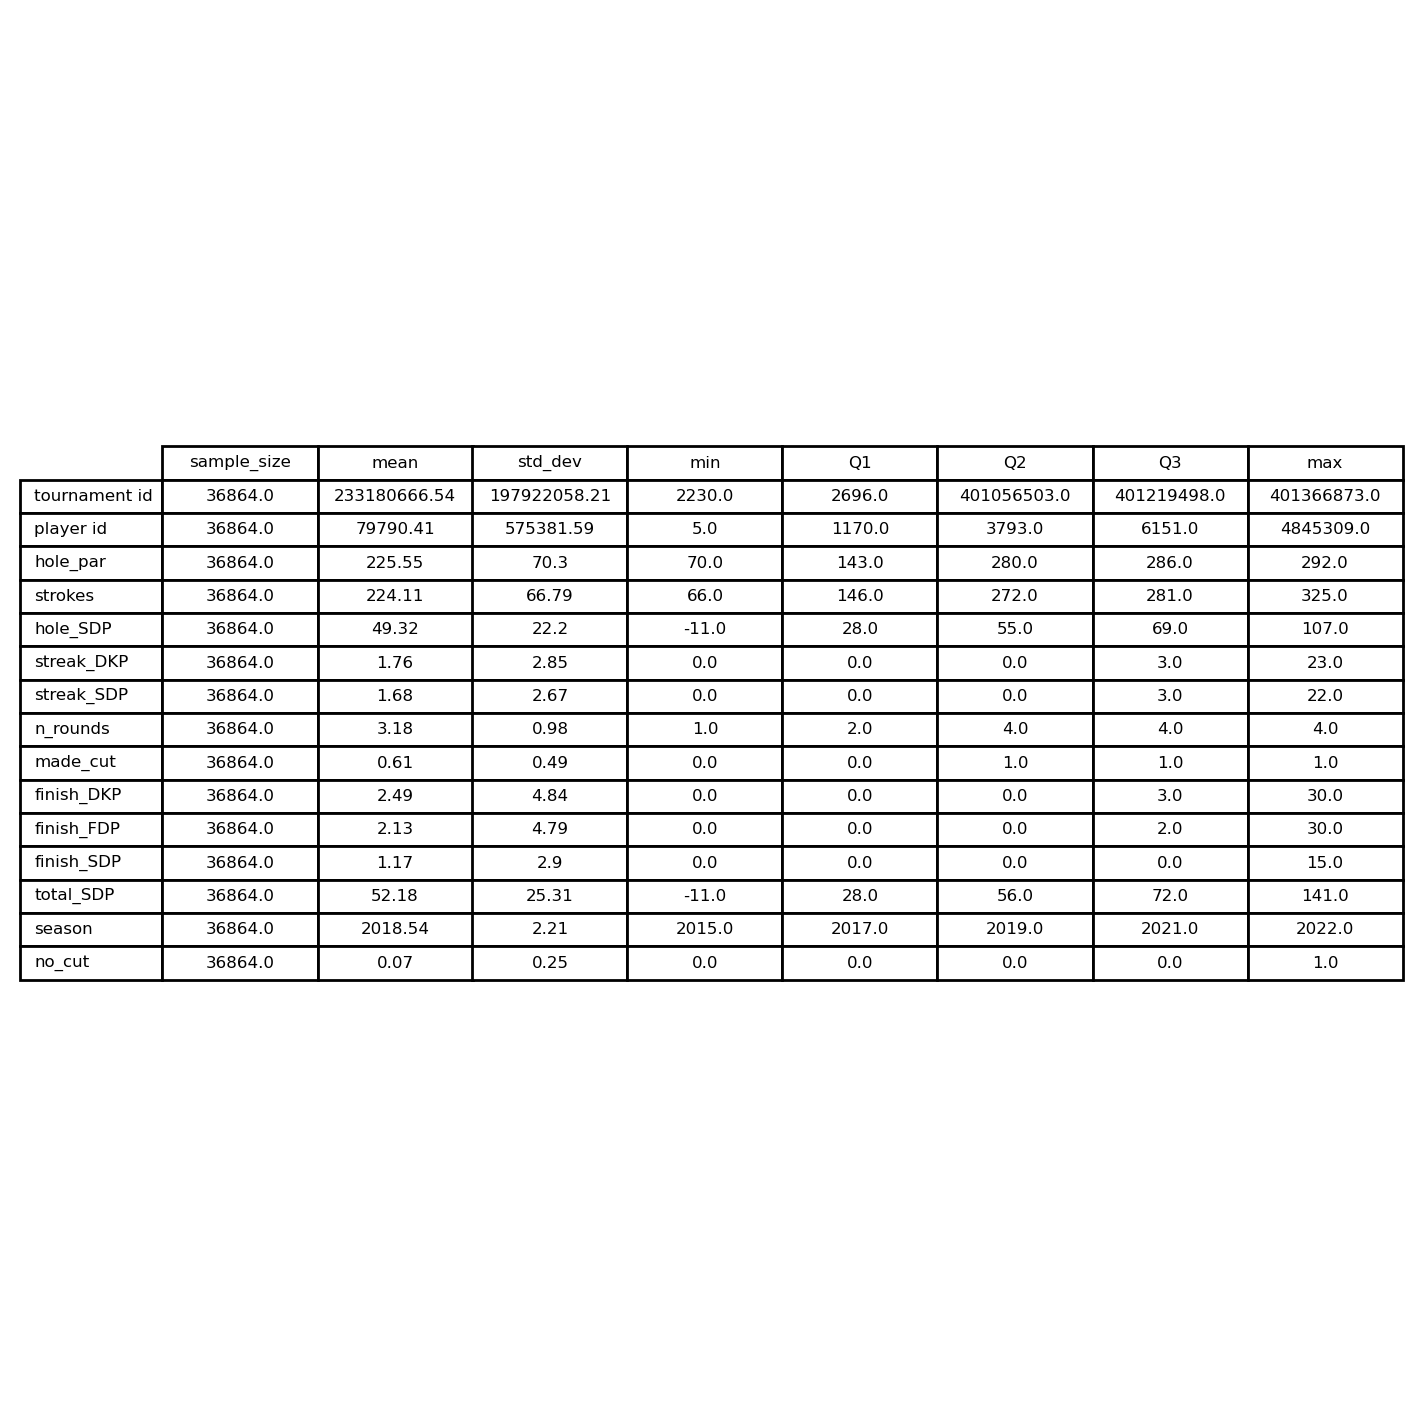 sample_size mean std_dev min Q1 Q2 Q3 max
tournament id 36864.0 233180666.54 197922058.21 2230.0 2696.0 401056503.0 401219498.0 401366873.0
player id 36864.0 79790.41 575381.59 5.0 1170.0 3793.0 6151.0 4845309.0
hole_par 36864.0 225.55 70.3 70.0 143.0 280.0 286.0 292.0
strokes 36864.0 224.11 66.79 66.0 146.0 272.0 281.0 325.0
hole_SDP 36864.0 49.32 22.2 -11.0 28.0 55.0 69.0 107.0
streak_DKP 36864.0 1.76 2.85 0.0 0.0 0.0 3.0 23.0
streak_SDP 36864.0 1.68 2.67 0.0 0.0 0.0 3.0 22.0
n_rounds 36864.0 3.18 0.98 1.0 2.0 4.0 4.0 4.0
made_cut 36864.0 0.61 0.49 0.0 0.0 1.0 1.0 1.0
finish_DKP 36864.0 2.49 4.84 0.0 0.0 0.0 3.0 30.0
finish_FDP 36864.0 2.13 4.79 0.0 0.0 0.0 2.0 30.0
finish_SDP 36864.0 1.17 2.9 0.0 0.0 0.0 0.0 15.0
total_SDP 36864.0 52.18 25.31 -11.0 28.0 56.0 72.0 141.0
season 36864.0 2018.54 2.21 2015.0 2017.0 2019.0 2021.0 2022.0
no_cut 36864.0 0.07 0.25 0.0 0.0 0.0 0.0 1.0